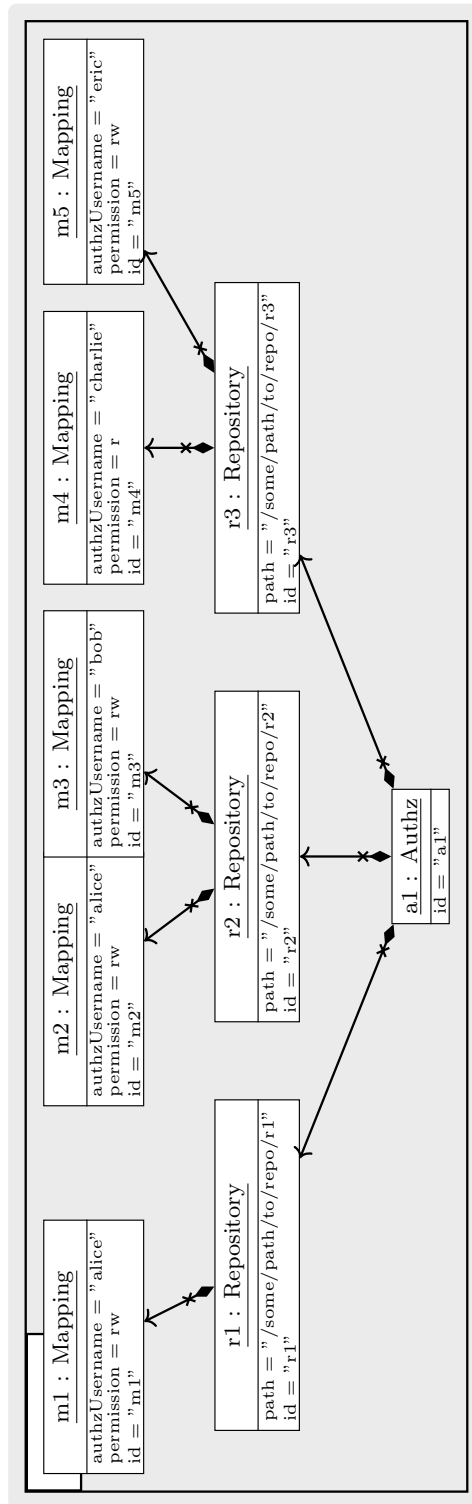 m1 : Mapping
authzUsername = "alice"
permission = rw
id = "m1"
m2 : Mapping
authzUsername = "alice"
permission = rw
id = "m2"
m3 : Mapping
authzUsername = "bob"
permission = rw
id = "m3"
m4 : Mapping
authzUsername = "charlie"
permission = r
id = "m4"
m5 : Mapping
authzUsername = "eric"
permission = rw
id = "m5"
r1 : Repository
path = "/some/path/to/repo/r1"
id = "r1"
r2 : Repository
path = "/some/path/to/repo/r2"
id = "r2"
r3 : Repository
path = "/some/path/to/repo/r3"
id = "r3"
a1 : Authz
id = "a1"